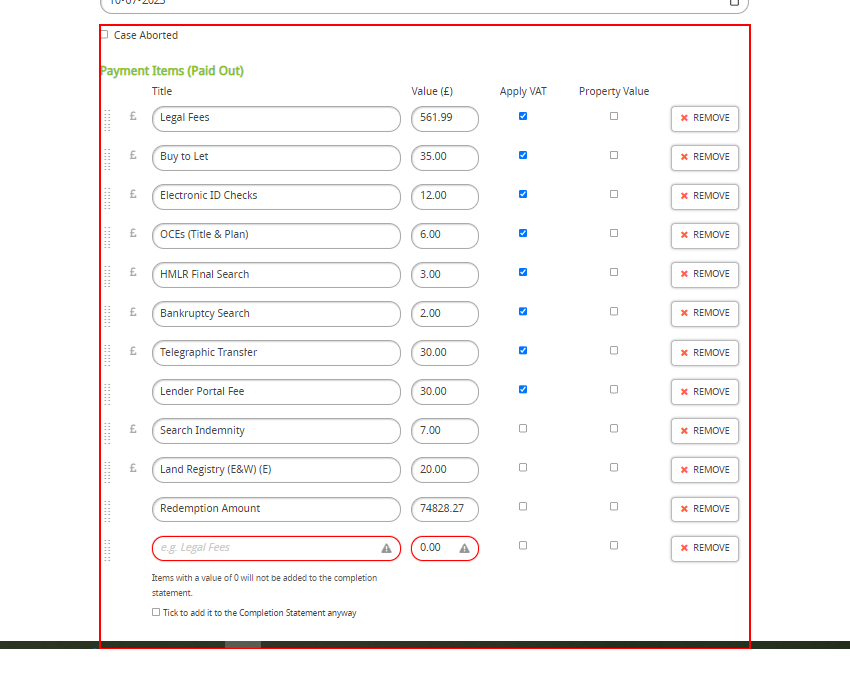 10-07-2023
Case Aborted
Payment Items (Paid Out)
Title Value (£) Apply VAT Property Value
£ Legal Fees 561.99 REMOVE
£ Buy to Let 35.00 REMOVE
£ Electronic ID Checks 12.00 REMOVE
£ OCEs (Title & Plan) 6.00 REMOVE
£ HMLR Final Search 3.00 REMOVE
£ Bankruptcy Search 2.00 REMOVE
£ Telegraphic Transfer 30.00 REMOVE
Lender Portal Fee 30.00 REMOVE
£ Search Indemnity 7.00 REMOVE
£ Land Registry (E&W) (E) 20.00 REMOVE
Redemption Amount 74828.27 REMOVE
e.g. Legal Fees 0.00 REMOVE
Items with a value of 0 will not be added to the completion
statement.
Tick to add it to the Completion Statement anyway